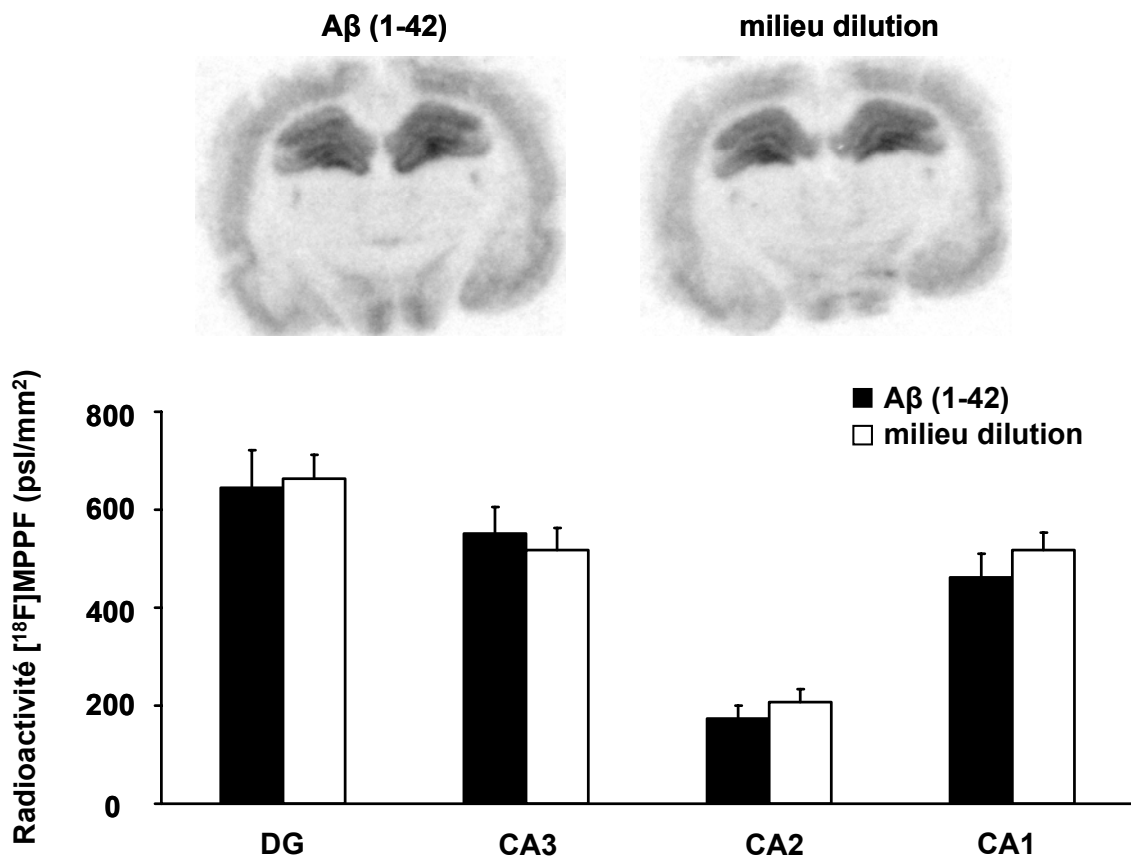 Aβ (1-42) milieu dilution
Radioactivité [¹⁸F]MPPF (psl/mm²)
Aβ (1-42)
milieu dilution
800
600
400
200
0
DG CA3 CA2 CA1